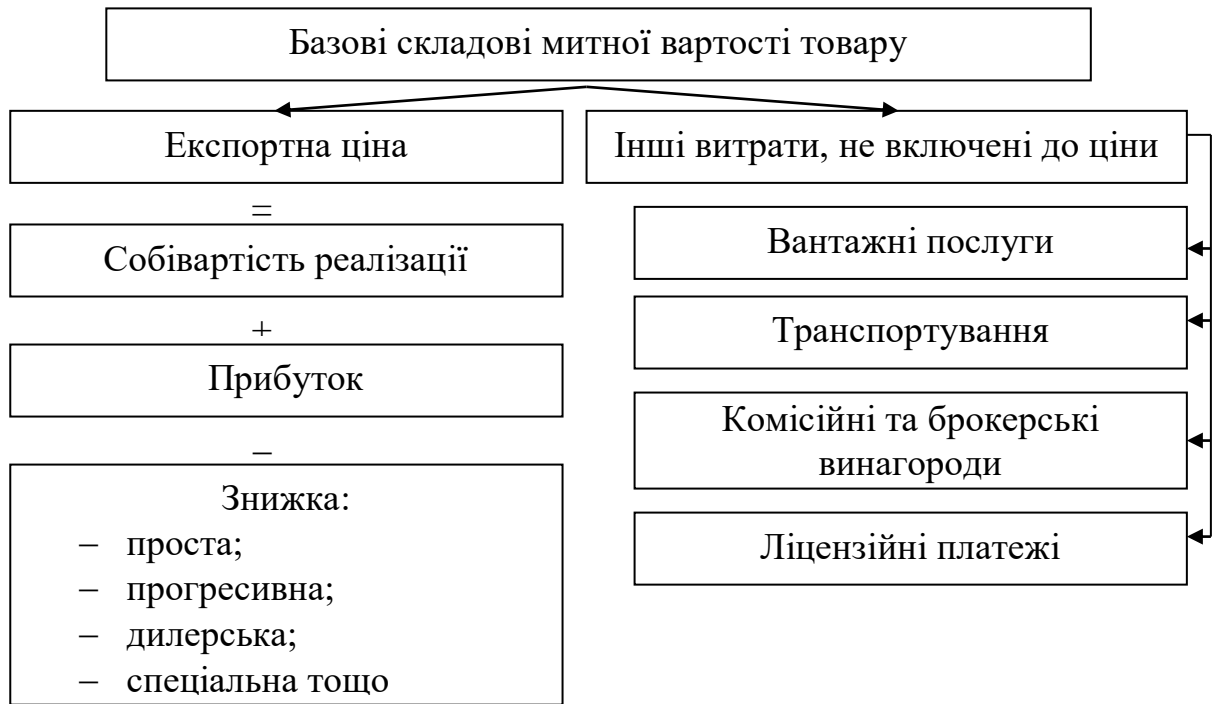 Базові складові митної вартості товару
Експортна ціна
=
Собівартість реалізації
+
Прибуток
–
Знижка:
– проста;
– прогресивна;
– дилерська;
– спеціальна тощо
Інші витрати, не включені до ціни
Вантажні послуги
Транспортування
Комісійні та брокерські
винагороди
Ліцензійні платежі